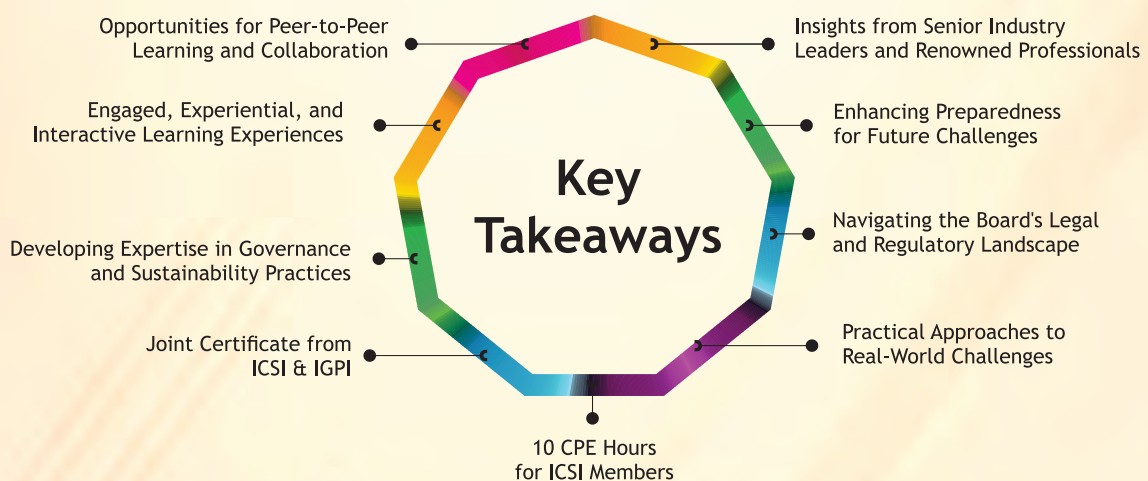 Opportunities for Peer-to-Peer
Learning and Collaboration
Insights from Senior Industry
Leaders and Renowned Professionals
Engaged, Experiential, and
Interactive Learning Experiences
Enhancing Preparedness
for Future Challenges
Key
Takeaways
Developing Expertise in Governance
and Sustainability Practices
Navigating the Board's Legal
and Regulatory Landscape
Joint Certificate from
ICSI & IGPI
Practical Approaches to
Real-World Challenges
10 CPE Hours
for ICSI Members